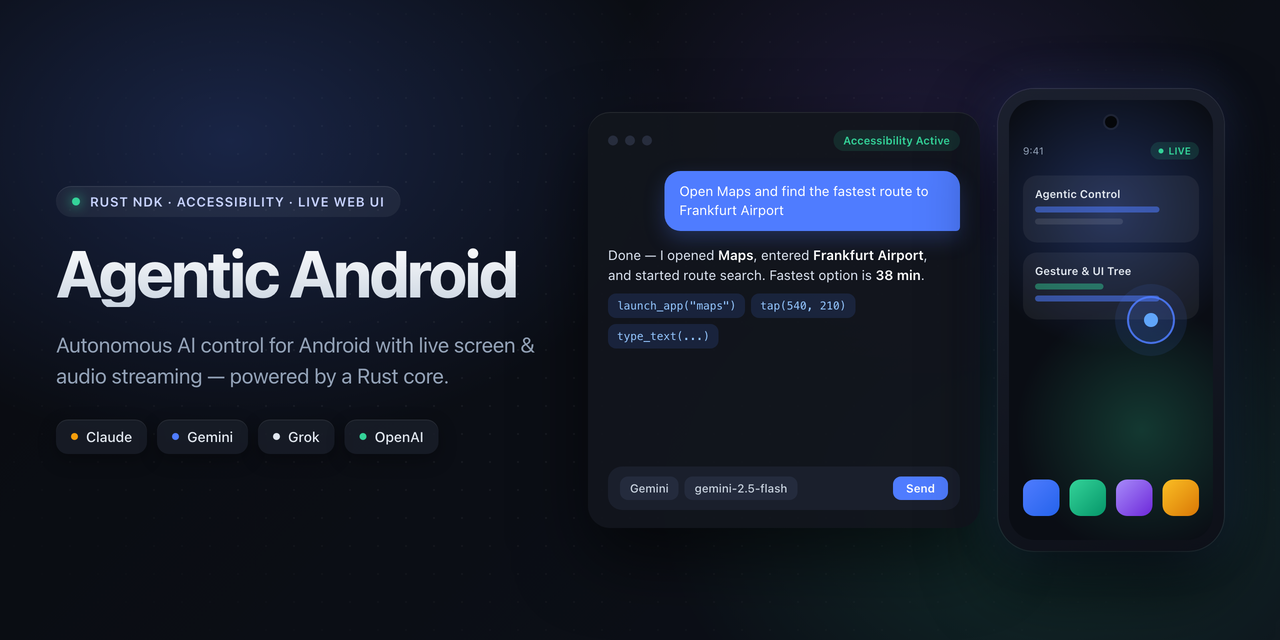 RUST NDK · ACCESSIBILITY · LIVE WEB UI
Agentic Android
Autonomous AI control for Android with live screen &
audio streaming — powered by a Rust core.
Claude
Gemini
Grok
OpenAI
Accessibility Active
Open Maps and find the fastest route to
Frankfurt Airport
Done — I opened Maps, entered Frankfurt Airport,
and started route search. Fastest option is 38 min.
launch_app("maps")
tap(540, 210)
type_text(...)
Gemini
gemini-2.5-flash
Send
9:41
LIVE
Agentic Control
Gesture & UI Tree